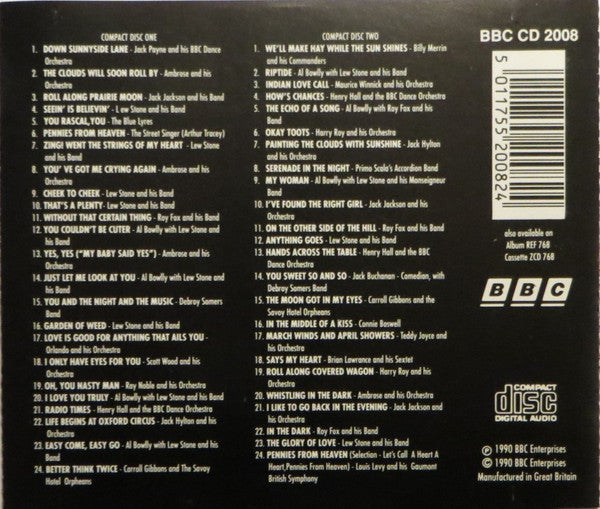 COMPACT DISC ONE
1. DOWN SUNNYSIDE LANE - Jack Payne and his BBC Dance
Orchestra
2. THE CLOUDS WILL SOON ROLL BY - Ambrose and his
Orchestra
3. ROLL ALONG PRAIRIE MOON - Jack Jackson and his Band
4. SEEIN' IS BELIEVIN' - Lew Stone and his Band
5. YOU RASCAL, YOU - The Blue Lyres
6. PENNIES FROM HEAVEN - The Street Singer (Arthur Tracey)
7. ZING! WENT THE STRINGS OF MY HEART - Lew Stone
and his Band
8. YOU'VE GOT ME CRYING AGAIN - Ambrose and his
Orchestra
9. CHEEK TO CHEEK - Lew Stone and his Band
10. THAT'S A PLENTY - Lew Stone and his Band
11. WITHOUT THAT CERTAIN THING - Roy Fox and his Band
12. YOU COULDN'T BE CUTER - Al Bowlly with Lew Stone and
his Band
13. YES, YES ("MY BABY SAID YES") - Ambrose and his
Orchestra
14. JUST LET ME LOOK AT YOU - Al Bowlly with Lew Stone and
his Band
15. YOU AND THE NIGHT AND THE MUSIC - Debroy Somers
Band
16. GARDEN OF WEED - Lew Stone and his Band
17. LOVE IS GOOD FOR ANYTHING THAT AILS YOU -
Orlando and his Orchestra
18. I ONLY HAVE EYES FOR YOU - Scott Wood and his
Orchestra
19. OH, YOU NASTY MAN - Ray Noble and his Orchestra
20. I LOVE YOU TRULY - Al Bowlly with Lew Stone and his Band
21. RADIO TIMES - Henry Hall and the BBC Dance Orchestra
22. LIFE BEGINS AT OXFORD CIRCUS - Jack Hylton and his
Orchestra
23. EASY COME, EASY GO - Al Bowlly with Lew Stone and his
Band
24. BETTER THINK TWICE - Carroll Gibbons and The Savoy
Hotel Orpheans
COMPACT DISC TWO
1. WE'LL MAKE HAY WHILE THE SUN SHINES - Billy Merrin
and his Commanders
2. RIPTIDE - Al Bowlly with Lew Stone and his Band
3. INDIAN LOVE CALL - Maurice Winnick and his Orchestra
4. HOW'S CHANCES - Henry Hall and the BBC Dance Orchestra
5. THE ECHO OF A SONG - Al Bowlly with Ray Fox and his
Band
6. OKAY TOOTS - Harry Roy and his Orchestra
7. PAINTING THE CLOUDS WITH SUNSHINE - Jack Hylton
and his Orchestra
8. SERENADE IN THE NIGHT - Primo Scala's Accordion Band
9. MY WOMAN - Al Bowlly with Lew Stone and his Monseigneur
Band
10. I'VE FOUND THE RIGHT GIRL - Jack Jackson and his
Orchestra
11. ON THE OTHER SIDE OF THE HILL - Roy Fox and his Band
12. ANYTHING GOES - Lew Stone and his Band
13. HANDS ACROSS THE TABLE - Henry Hall and the BBC
Dance Orchestra
14. YOU SWEET SO AND SO - Jack Buchanan - Comedian, with
Debroy Somers Band
15. THE MOON GOT IN MY EYES - Carroll Gibbons and the
Savoy Hotel Orpheans
16. IN THE MIDDLE OF A KISS - Connie Boswell
17. MARCH WINDS AND APRIL SHOWERS - Teddy Joyce and
his Orchestra
18. SAYS MY HEART - Brian Lawrance and his Sextet
19. ROLL ALONG COVERED WAGON - Harry Roy and his
Orchestra
20. WHISTLING IN THE DARK - Ambrose and his Orchestra
21. I LIKE TO GO BACK IN THE EVENING - Jack Jackson and
his Orchestra
22. IN THE DARK - Roy Fox and his Band
23. THE GLORY OF LOVE - Lew Stone and his Band
24. PENNIES FROM HEAVEN (Selection - Let's Call A Heart A
Heart, Pennies From Heaven) - Louis Levy and his Gaumont
British Symphony
BBC CD 2008
5 011755 200824
also available on
Album REF 768
Cassette ZCD 768
BBC
COMPACT
disc
DIGITAL AUDIO
℗ 1990 BBC Enterprises
© 1990 BBC Enterprises
Manufactured in Great Britain